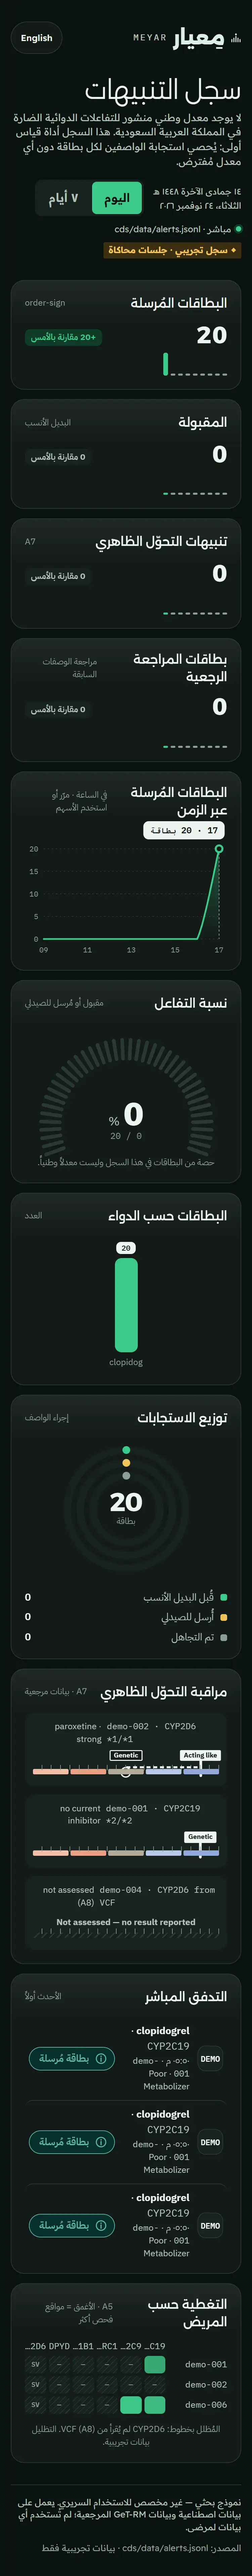 معيار MEYAR
English
سجل التنبيهات
لا يوجد معدل وطني منشور للتفاعلات الدوائية الضارة
في المملكة العربية السعودية. هذا السجل أداة قياس
أولى: يُحصي استجابة الواصفين لكل بطاقة دون أي
معدل مُفترض.
١٤ جمادى الآخرة ١٤٤٨ هـ
الثلاثاء، ٢٤ نوفمبر ٢٠٢٦
اليوم
٧ أيام
مباشر · cds/data/alerts.jsonl
سجل تجريبي · جلسات محاكاة
البطاقات المُرسلة
order-sign
20
+20 مقارنة بالأمس
المقبولة
البديل الأنسب
0
0 مقارنة بالأمس
تنبيهات التحوّل الظاهري
A7
0
0 مقارنة بالأمس
بطاقات المراجعة
الرجعية
مراجعة الوصفات
السابقة
0
0 مقارنة بالأمس
البطاقات المُرسلة
عبر الزمن
في الساعة · مرّر أو
استخدم الأسهم
17 · 20 بطاقة
20
15
10
5
0
09 11 13 15 17
نسبة التفاعل
مقبول أو مُرسل للصيدلي
0 %
0 / 20
حصة من البطاقات في هذا السجل وليست معدلاً وطنياً.
البطاقات حسب الدواء
العدد
20
clopidog
توزيع الاستجابات
إجراء الواصف
20
بطاقة
قُبل البديل الأنسب 0
أُرسل للصيدلي 0
تم التجاهل 0
مراقبة التحوّل الظاهري
A7 · بيانات مرجعية
paroxetine · demo-002 · CYP2D6
strong *1/*1
Genetic
Acting like
no current demo-001 · CYP2C19
inhibitor *2/*2
Genetic
not assessed demo-004 · CYP2D6 from
(A8) VCF
Not assessed — no result reported
التدفق المباشر
الأحدث أولاً
DEMO
clopidogrel ·
CYP2C19
٠٥:٠٠ م · demo-
001 · Poor
Metabolizer
بطاقة مُرسلة
DEMO
clopidogrel ·
CYP2C19
٠٥:٠٠ م · demo-
001 · Poor
Metabolizer
بطاقة مُرسلة
DEMO
clopidogrel ·
CYP2C19
٠٥:٠٠ م · demo-
001 · Poor
Metabolizer
بطاقة مُرسلة
التغطية حسب
المريض
A5 · الأغمق = مواقع
فحص أكثر
…2D6 DPYD …1B1 …RC1 …2C9 …C19
demo-001
SV – – – –
demo-002
SV – – – – –
demo-006
SV – – –
المُظلل بخطوط: CYP2D6 لم يُقرأ من VCF (A8). التظليل
بيانات تجريبية.
نموذج بحثي — غير مخصص للاستخدام السريري. يعمل على
بيانات اصطناعية وبيانات GeT-RM المرجعية؛ لم تُستخدم أي
بيانات لمرضى.
المصدر: cds/data/alerts.jsonl · بيانات تجريبية فقط